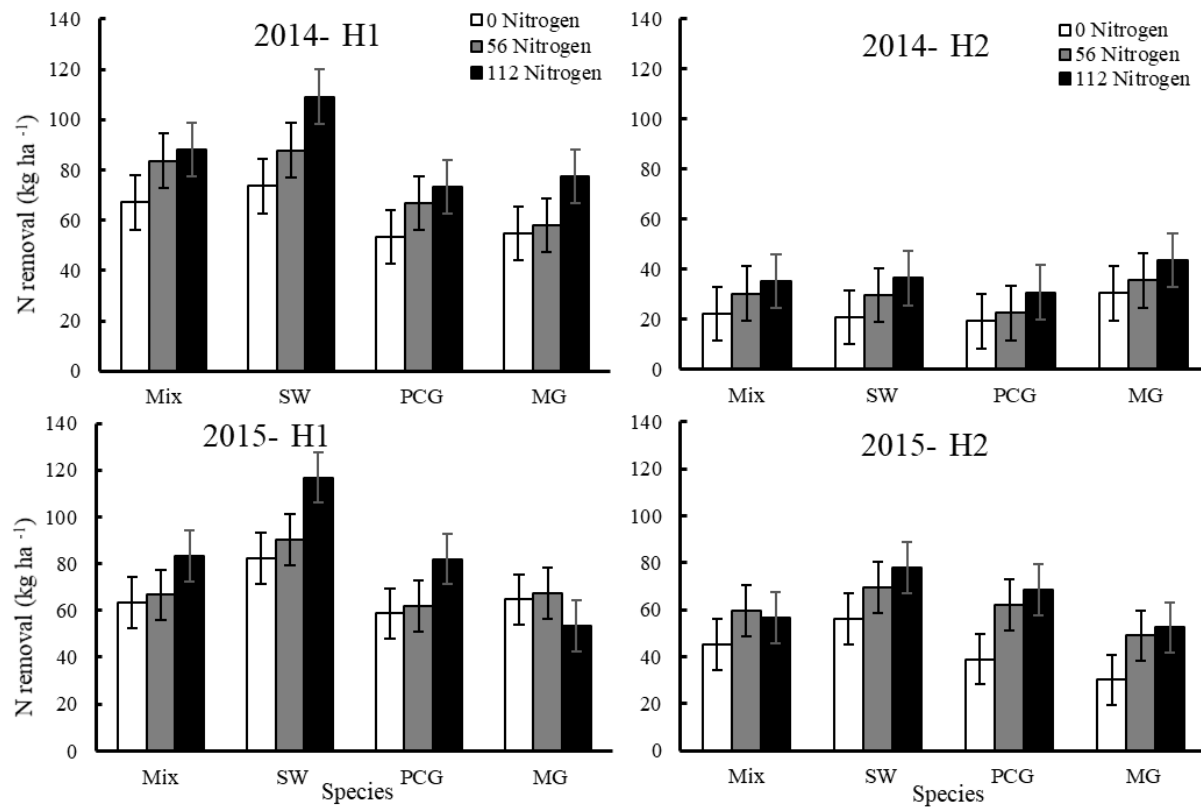 2014- H1
0 Nitrogen
56 Nitrogen
112 Nitrogen
N removal (kg ha -1)
140
120
100
80
60
40
20
0
Mix SW PCG MG
2014- H2
0 Nitrogen
56 Nitrogen
112 Nitrogen
140
120
100
80
60
40
20
0
Mix SW PCG MG
2015- H1
N removal (kg ha -1)
140
120
100
80
60
40
20
0
Mix SW PCG MG
Species
2015- H2
140
120
100
80
60
40
20
0
Mix SW PCG MG
Species